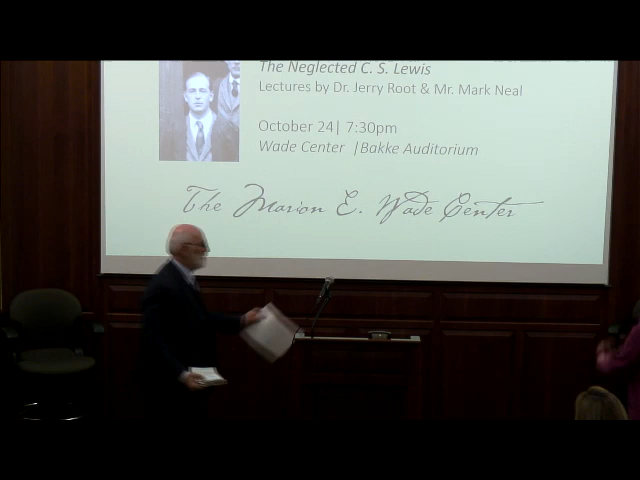 The Neglected C. S. Lewis
Lectures by Dr. Jerry Root & Mr. Mark Neal
October 24| 7:30pm
Wade Center |Bakke Auditorium
The Marion E. Wade Center